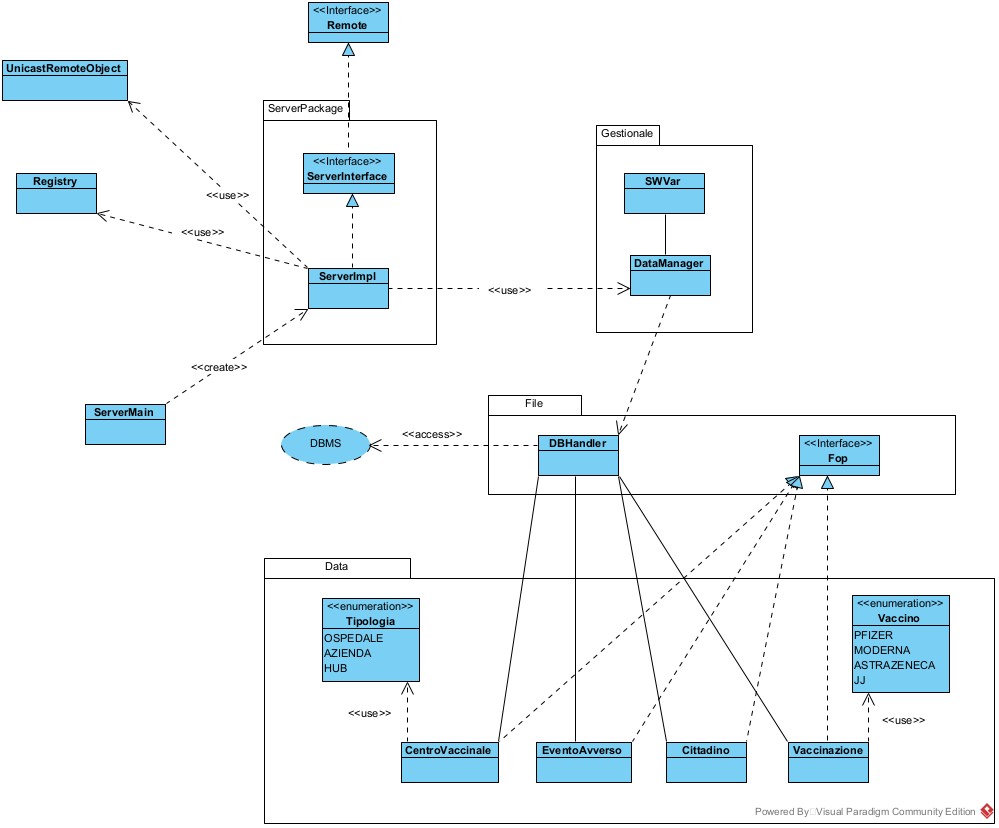 <<Interface>>
Remote
UnicastRemoteObject
ServerPackage
<<Interface>>
ServerInterface
Gestionale
SWVar
Registry
<<use>>
<<use>>
DataManager
ServerImpl
<<use>>
<<create>>
ServerMain
File
DBMS
<<access>>
DBHandler
<<Interface>>
Fop
Data
<<enumeration>>
Tipologia
OSPEDALE
AZIENDA
HUB
<<enumeration>>
Vaccino
PFIZER
MODERNA
ASTRAZENECA
JJ
<<use>>
<<use>>
CentroVaccinale
EventoAvverso
Cittadino
Vaccinazione
Powered By Visual Paradigm Community Edition